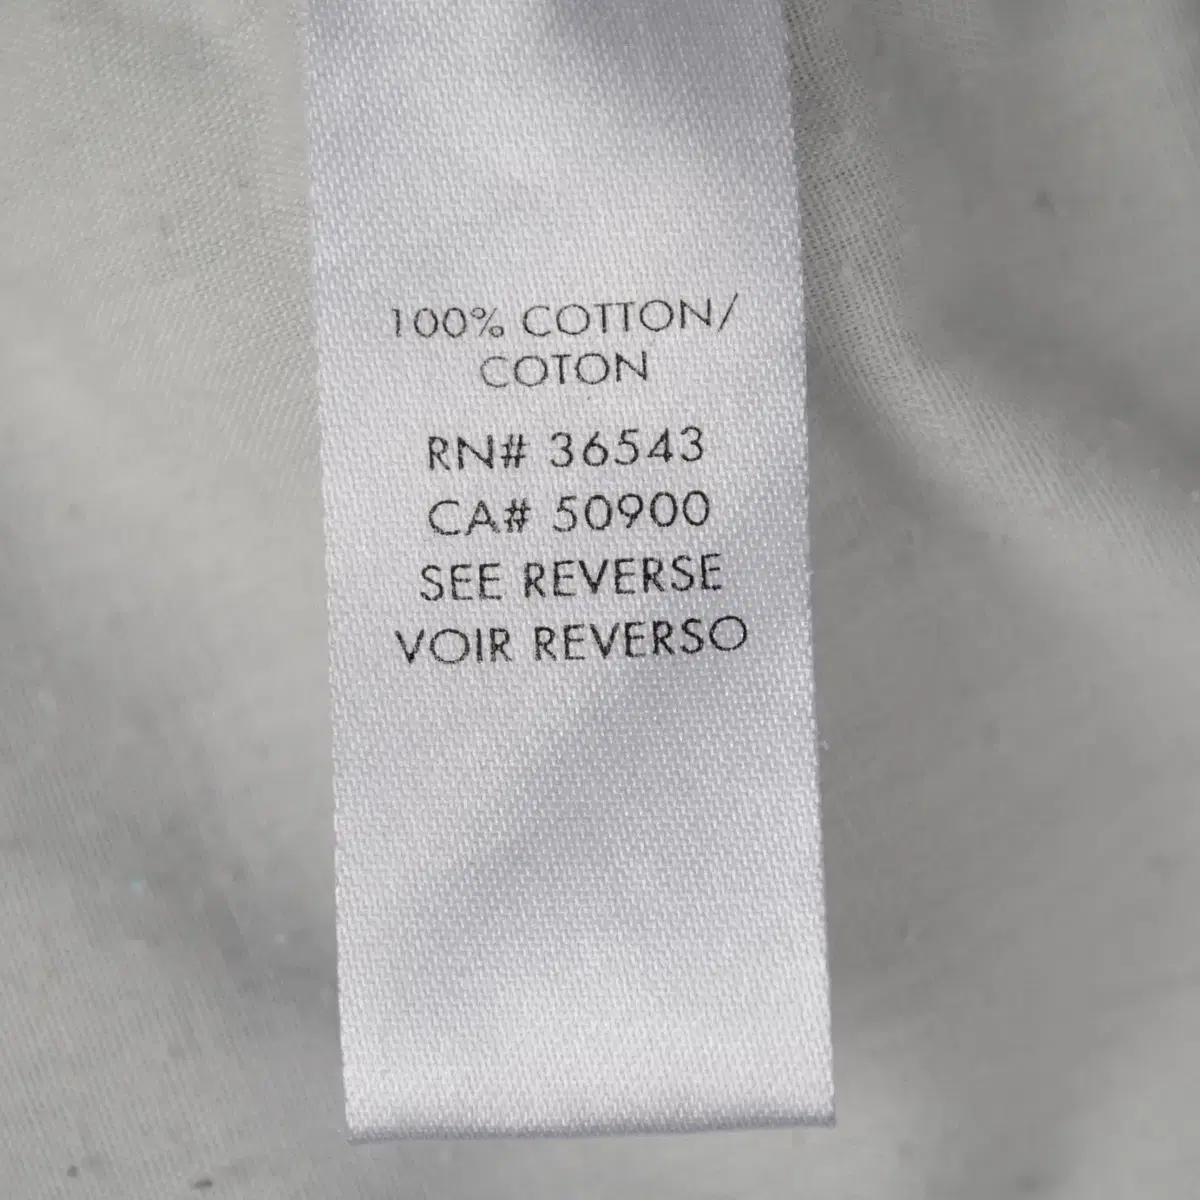 100% COTTON/
COTON
RN# 36543
CA# 50900
SEE REVERSE
VOIR REVERSO